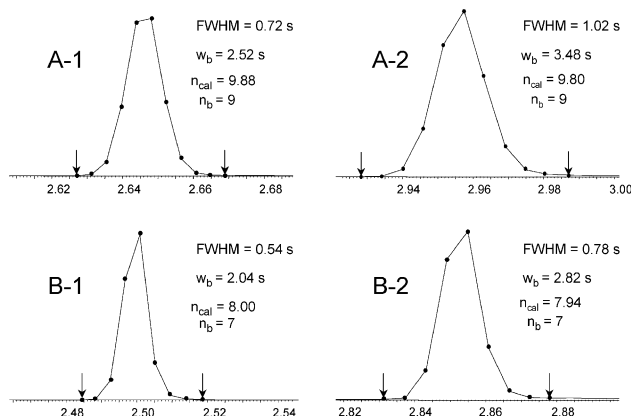 A-1
FWHM = 0.72 s
w_b = 2.52 s
n_cal = 9.88
n_b = 9
2.62 2.64 2.66 2.68
A-2
FWHM = 1.02 s
w_b = 3.48 s
n_cal = 9.80
n_b = 9
2.94 2.96 2.98 3.00
B-1
FWHM = 0.54 s
w_b = 2.04 s
n_cal = 8.00
n_b = 7
2.48 2.50 2.52 2.54
B-2
FWHM = 0.78 s
w_b = 2.82 s
n_cal = 7.94
n_b = 7
2.82 2.84 2.86 2.88